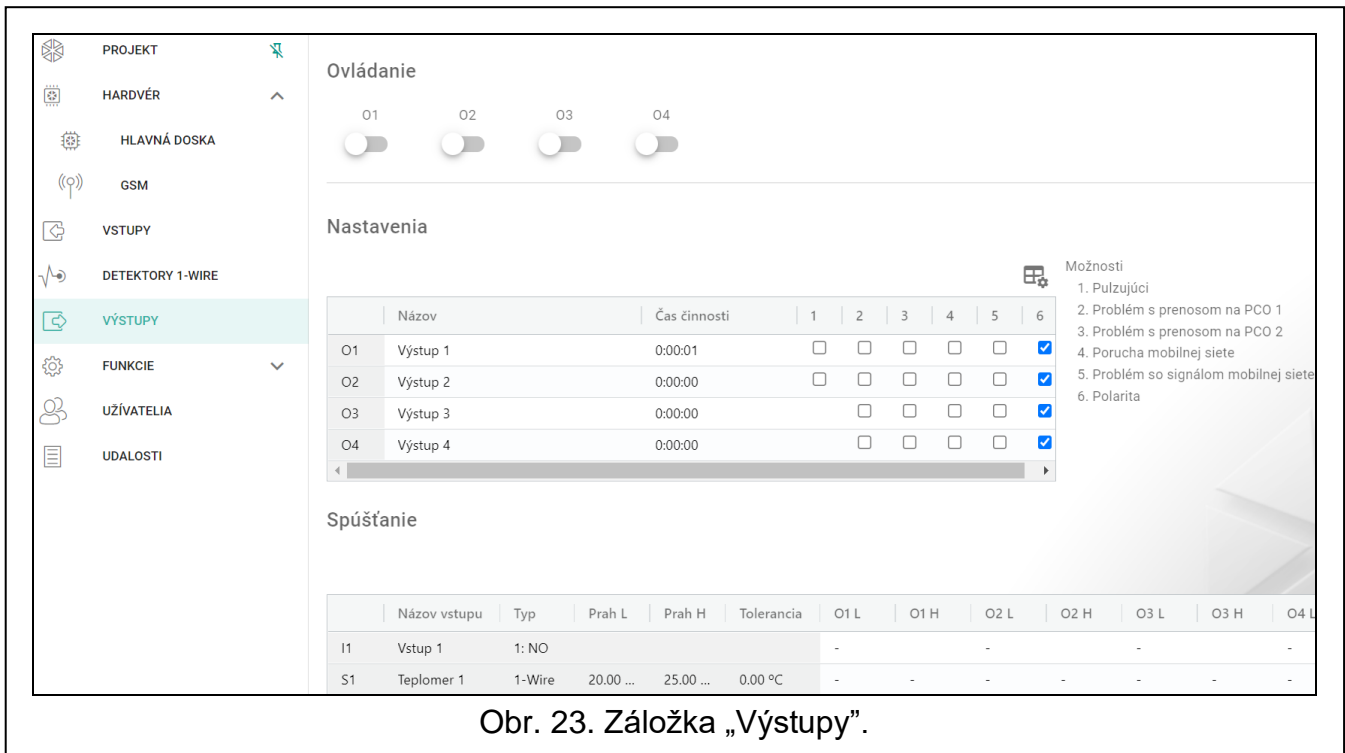 PROJEKT
HARDVÉR
HLAVNÁ DOSKA
GSM
VSTUPY
DETEKTORY 1-WIRE
VÝSTUPY
FUNKCIE
UŽÍVATELIA
UDALOSTI
Ovládanie
O1 O2 O3 O4
Nastavenia
Možnosti
1. Pulzujúci
2. Problém s prenosom na PCO 1
3. Problém s prenosom na PCO 2
4. Porucha mobilnej siete
5. Problém so signálom mobilnej siete
6. Polarita
Názov Čas činnosti 1 2 3 4 5 6
O1 Výstup 1 0:00:01
O2 Výstup 2 0:00:00
O3 Výstup 3 0:00:00
O4 Výstup 4 0:00:00
Spúšťanie
Názov vstupu Typ Prah L Prah H Tolerancia O1 L O1 H O2 L O2 H O3 L O3 H O4 L
I1 Vstup 1 1: NO - - - -
S1 Teplomer 1 1-Wire 20.00 ... 25.00 ... 0.00 ºC - - - - - - -
Obr. 23. Záložka „Výstupy”.